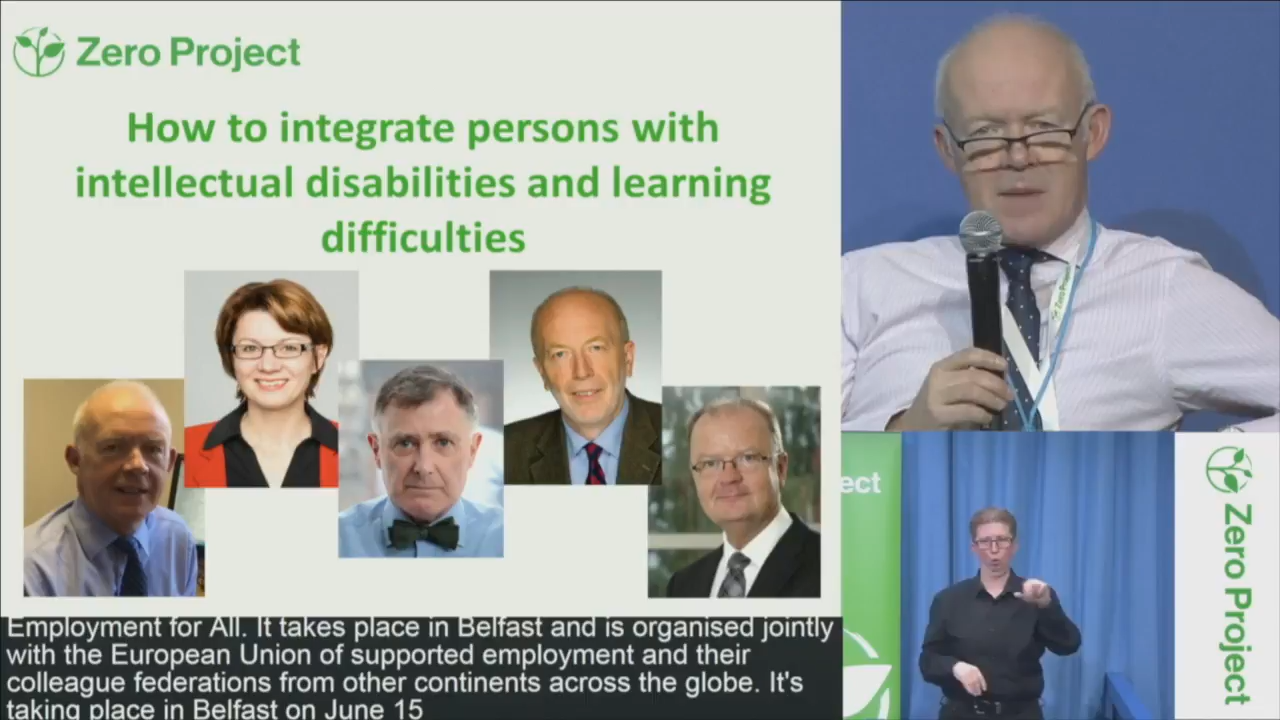 Zero Project
How to integrate persons with
intellectual disabilities and learning
difficulties
Employment for All. It takes place in Belfast and is organised jointly
with the European Union of supported employment and their
colleague federations from other continents across the globe. It's
taking place in Belfast on June 15
Zero Project
ect
Zero Project